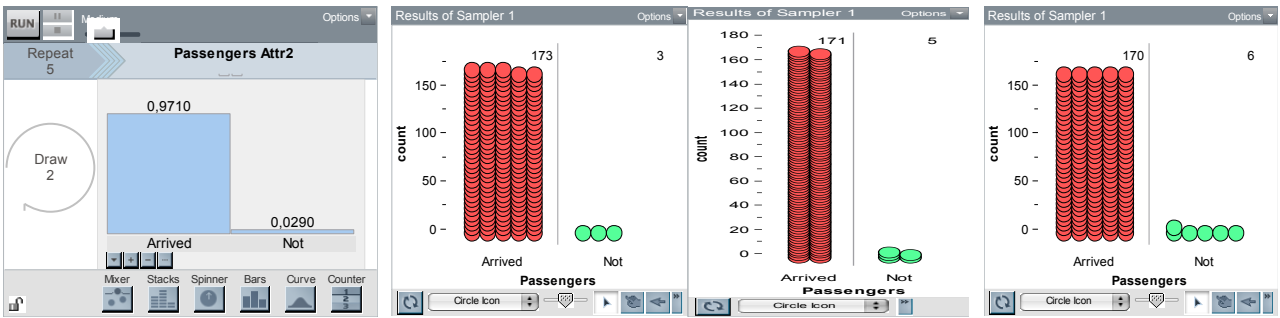 RUN
Options
Repeat
5
Passengers Attr2
0,9710
Draw
2
0,0290
Arrived Not
Mixer Stacks Spinner Bars Curve Counter
1
2
3
Results of Sampler 1 Options
173 3
150
100
50
0
count
Arrived Not
Passengers
Circle Icon
Results of Sampler 1 Options
180
171 5
160
140
120
100
80
60
40
20
0
count
Arrived Not
Passengers
Circle Icon
Results of Sampler 1 Options
170 6
150
100
50
0
count
Arrived Not
Passengers
Circle Icon